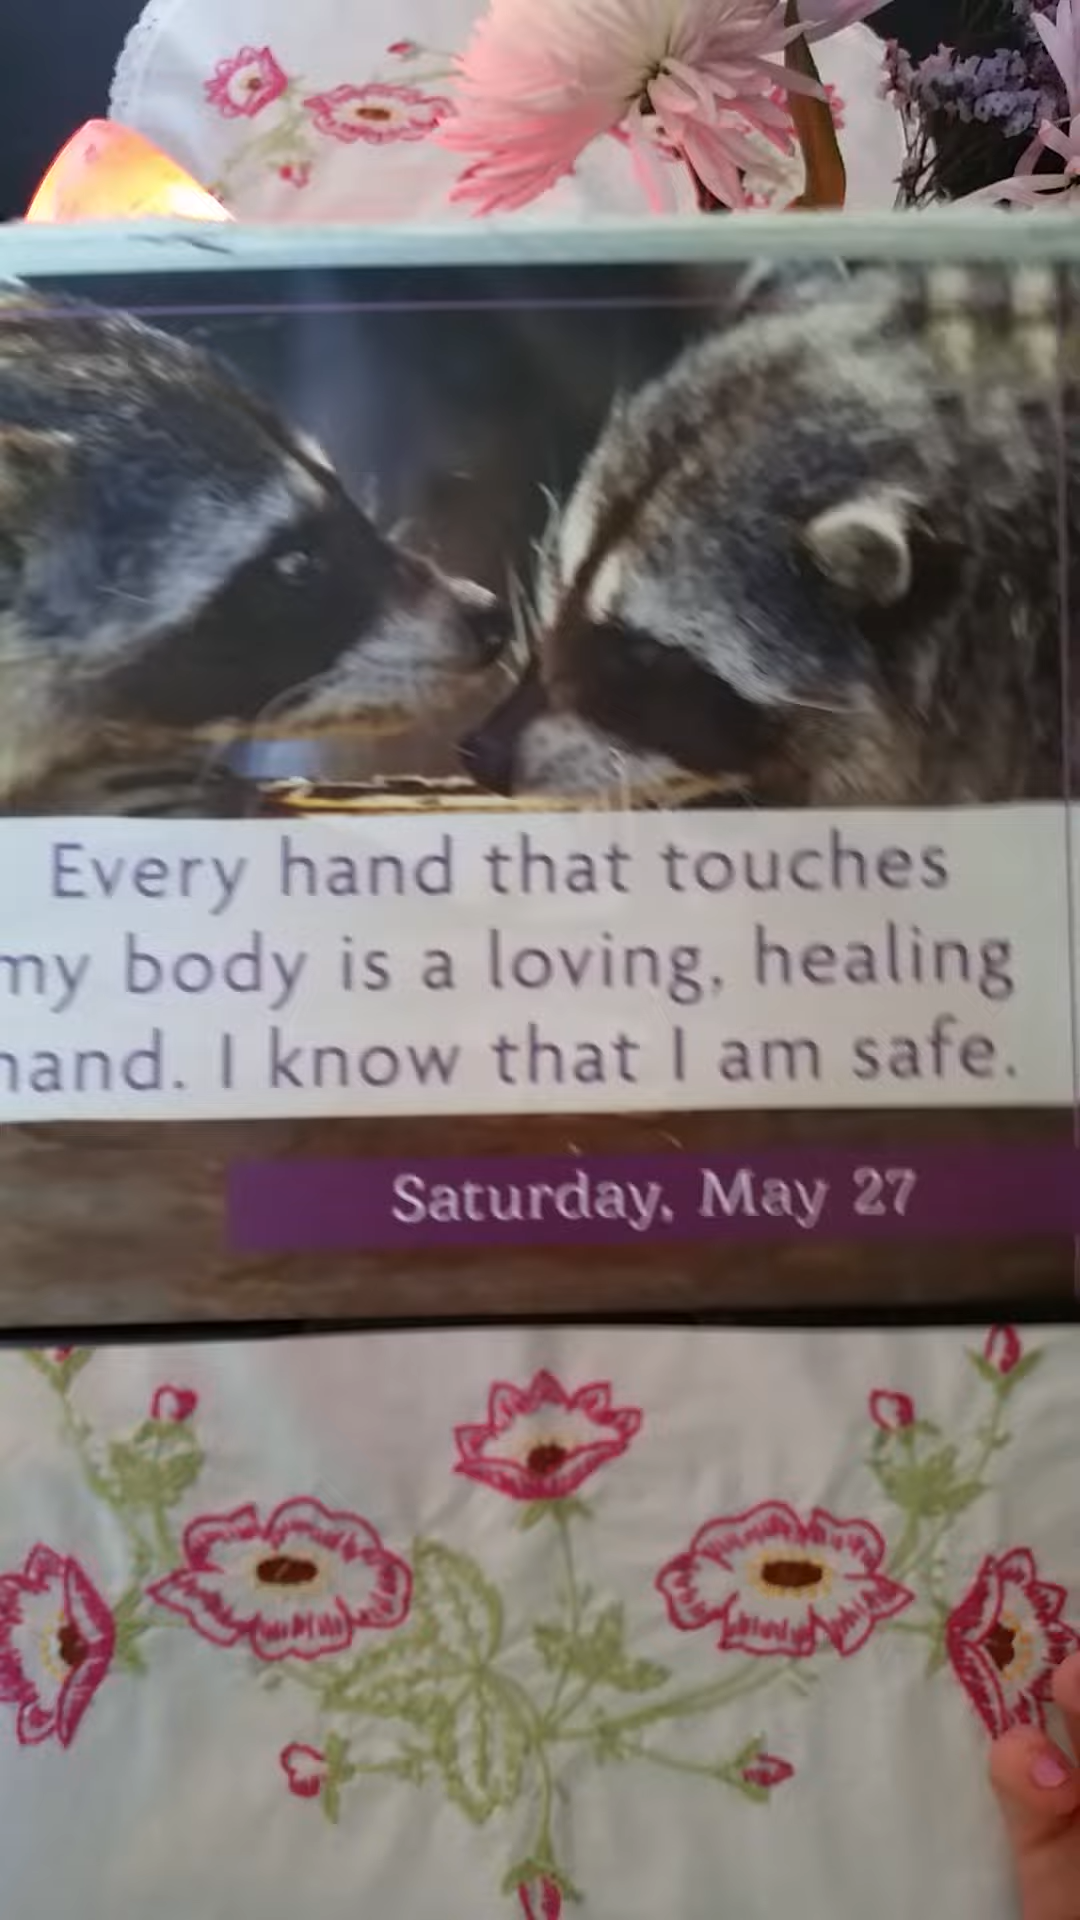 Every hand that touches
my body is a loving, healing
hand. I know that I am safe.
Saturday, May 27